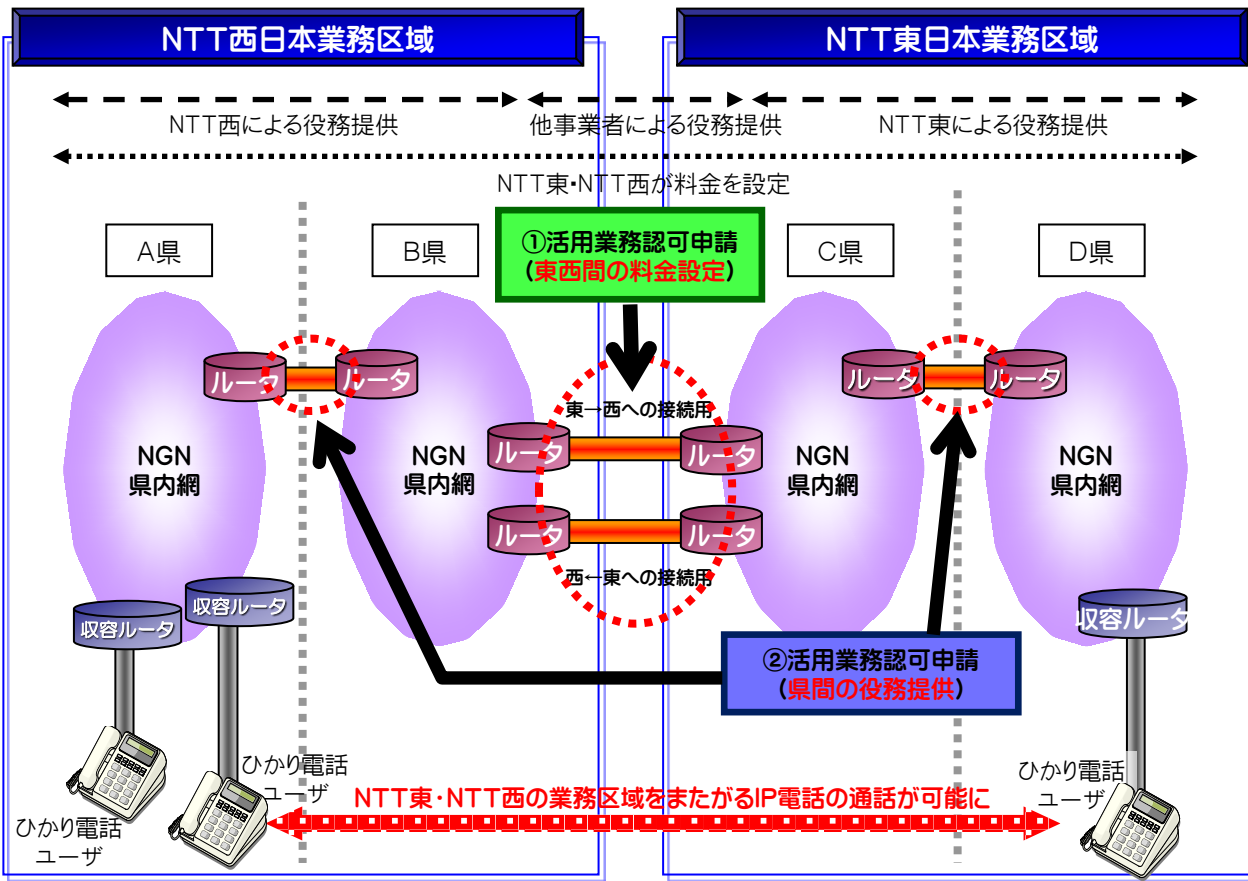 NTT西日本業務区域
NTT東日本業務区域
NTT西による役務提供
他事業者による役務提供
NTT東による役務提供
NTT東・NTT西が料金を設定
A県
B県
①活用業務認可申請
(東西間の料金設定)
C県
D県
ルータ
ルータ
ルータ
ルータ
東→西への接続用
ルータ
ルータ
NGN
県内網
NGN
県内網
NGN
県内網
NGN
県内網
ルータ
ルータ
西←東への接続用
収容ルータ
収容ルータ
収容ルータ
②活用業務認可申請
(県間の役務提供)
ひかり電話
ユーザ
ひかり電話
ユーザ
ひかり電話
ユーザ
NTT東・NTT西の業務区域をまたがるIP電話の通話が可能に